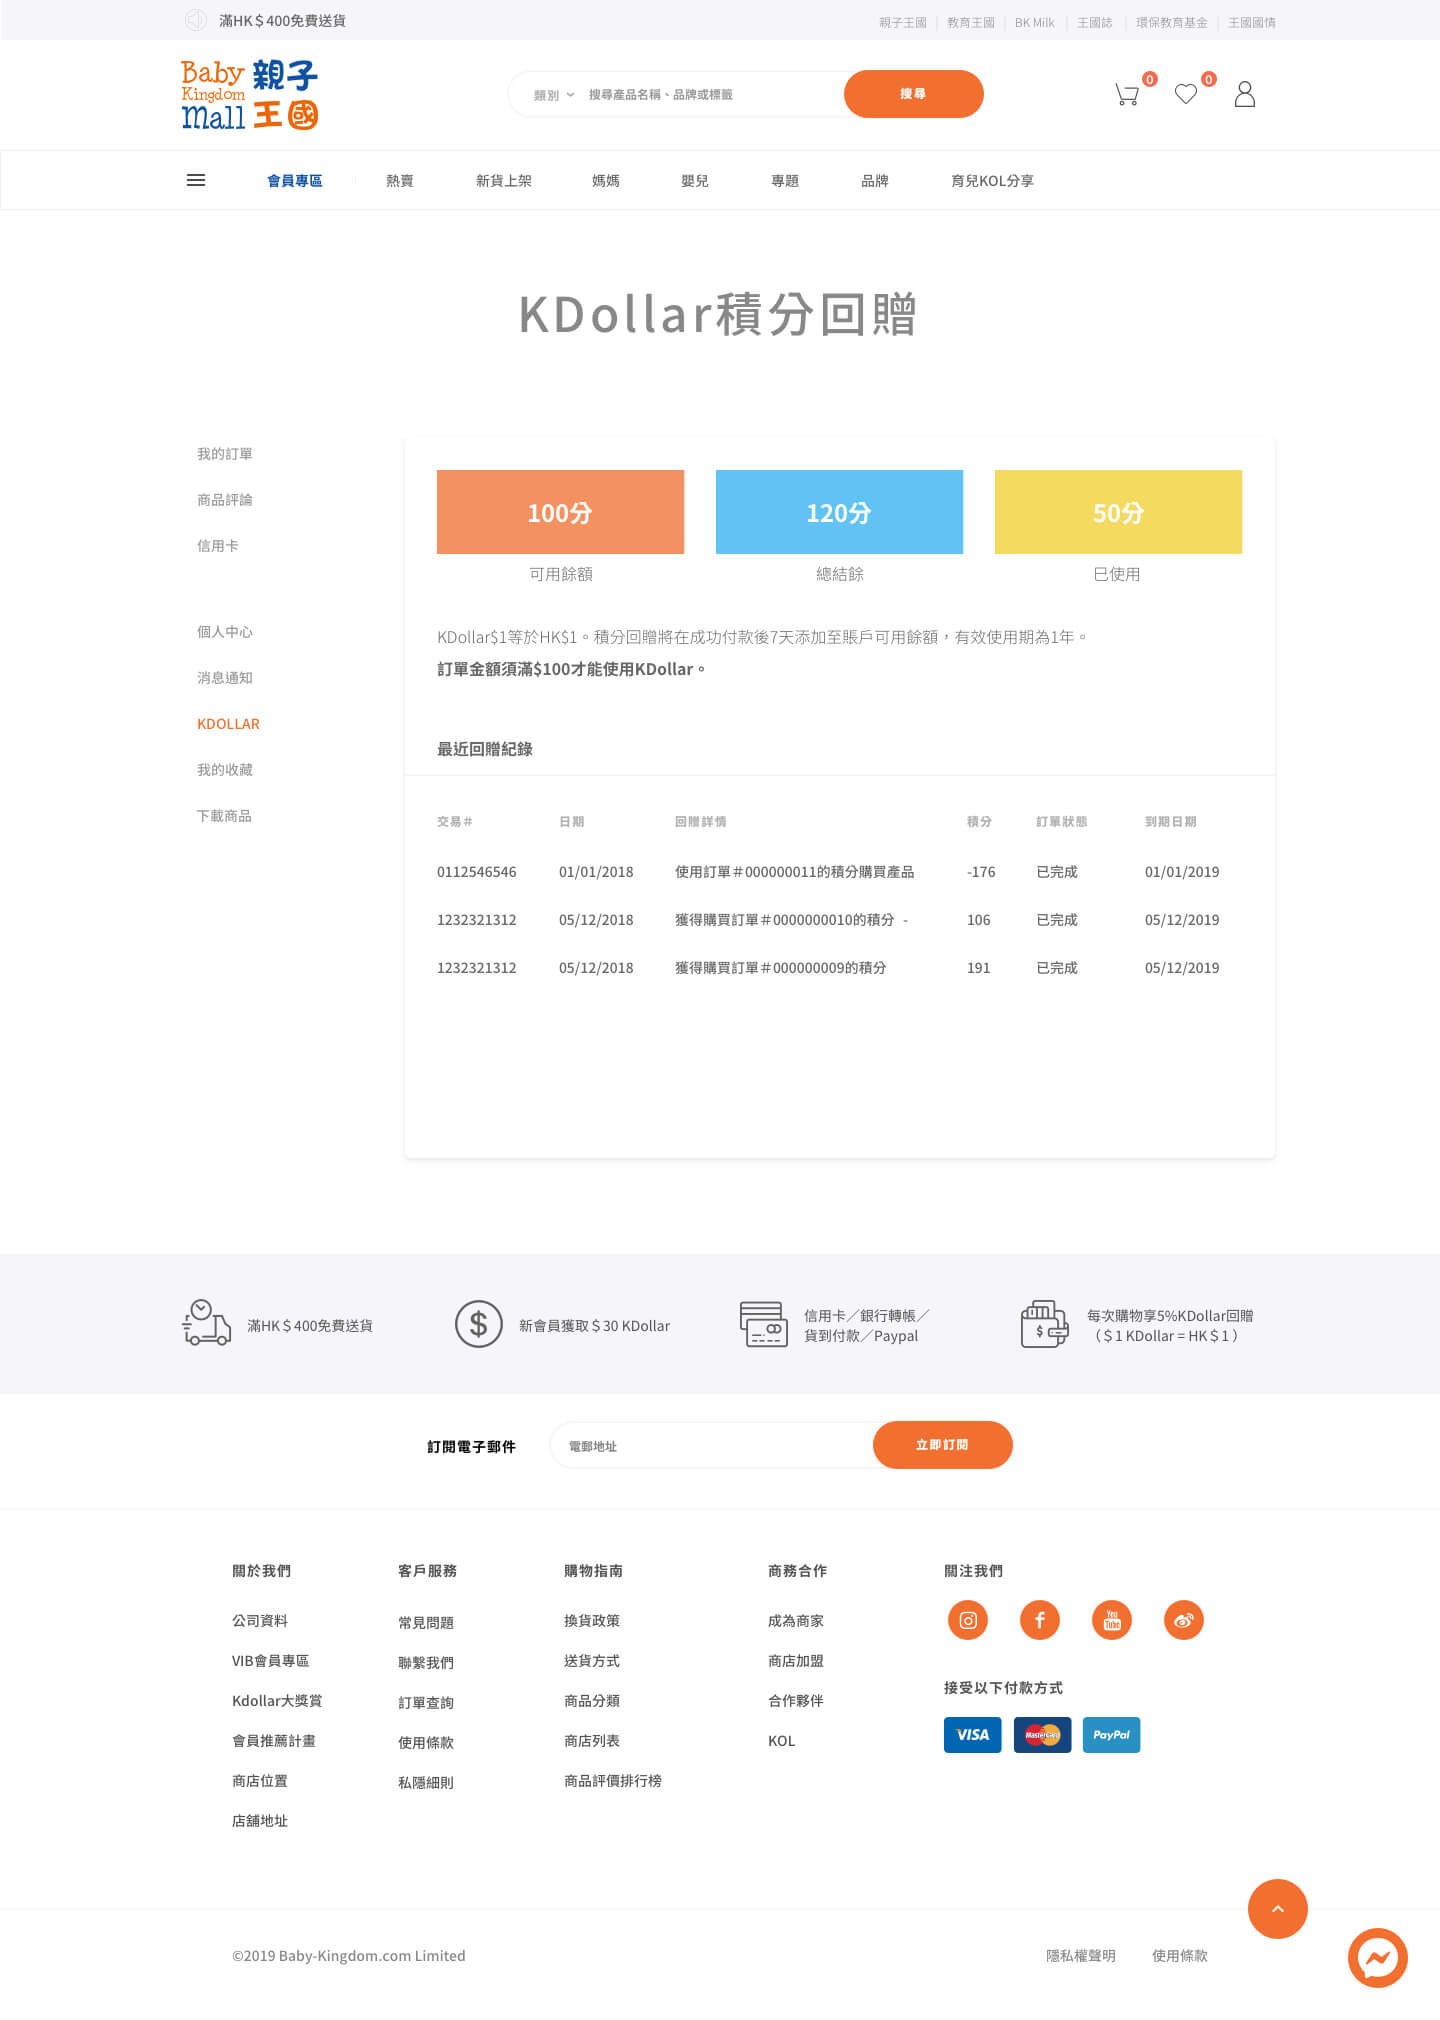 滿HK＄400免費送貨
親子王國 | 教育王國 | BK Milk | 王國誌 | 環保教育基金 | 王國國情
Baby Kingdom mall 親子王國
類別 搜尋產品名稱、品牌或標籤 搜尋
0 0
會員專區 熱賣 新貨上架 媽媽 嬰兒 專題 品牌 育兒KOL分享
KDollar積分回贈
我的訂單
商品評論
信用卡
個人中心
消息通知
KDOLLAR
我的收藏
下載商品
100分 120分 50分
可用餘額 總結餘 巳使用
KDollar$1等於HK$1。積分回贈將在成功付款後7天添加至賬戶可用餘額，有效使用期為1年。
訂單金額須滿$100才能使用KDollar。
最近回贈紀錄
交易＃ 日期 回贈詳情 積分 訂單狀態 到期日期
0112546546 01/01/2018 使用訂單＃000000011的積分購買產品 -176 已完成 01/01/2019
1232321312 05/12/2018 獲得購買訂單＃0000000010的積分 - 106 已完成 05/12/2019
1232321312 05/12/2018 獲得購買訂單＃000000009的積分 191 已完成 05/12/2019
滿HK＄400免費送貨
新會員獲取＄30 KDollar
信用卡／銀行轉帳／
貨到付款／Paypal
每次購物享5%KDollar回贈
（＄1 KDollar = HK＄1）
訂閱電子郵件 電郵地址 立即訂閱
關於我們
公司資料
VIB會員專區
Kdollar大獎賞
會員推薦計畫
商店位置
店舖地址
客戶服務
常見問題
聯繫我們
訂單查詢
使用條款
私隱細則
購物指南
換貨政策
送貨方式
商品分類
商店列表
商品評價排行榜
商務合作
成為商家
商店加盟
合作夥伴
KOL
關注我們
You Tube
接受以下付款方式
VISA MasterCard PayPal
©2019 Baby-Kingdom.com Limited
隱私權聲明 使用條款